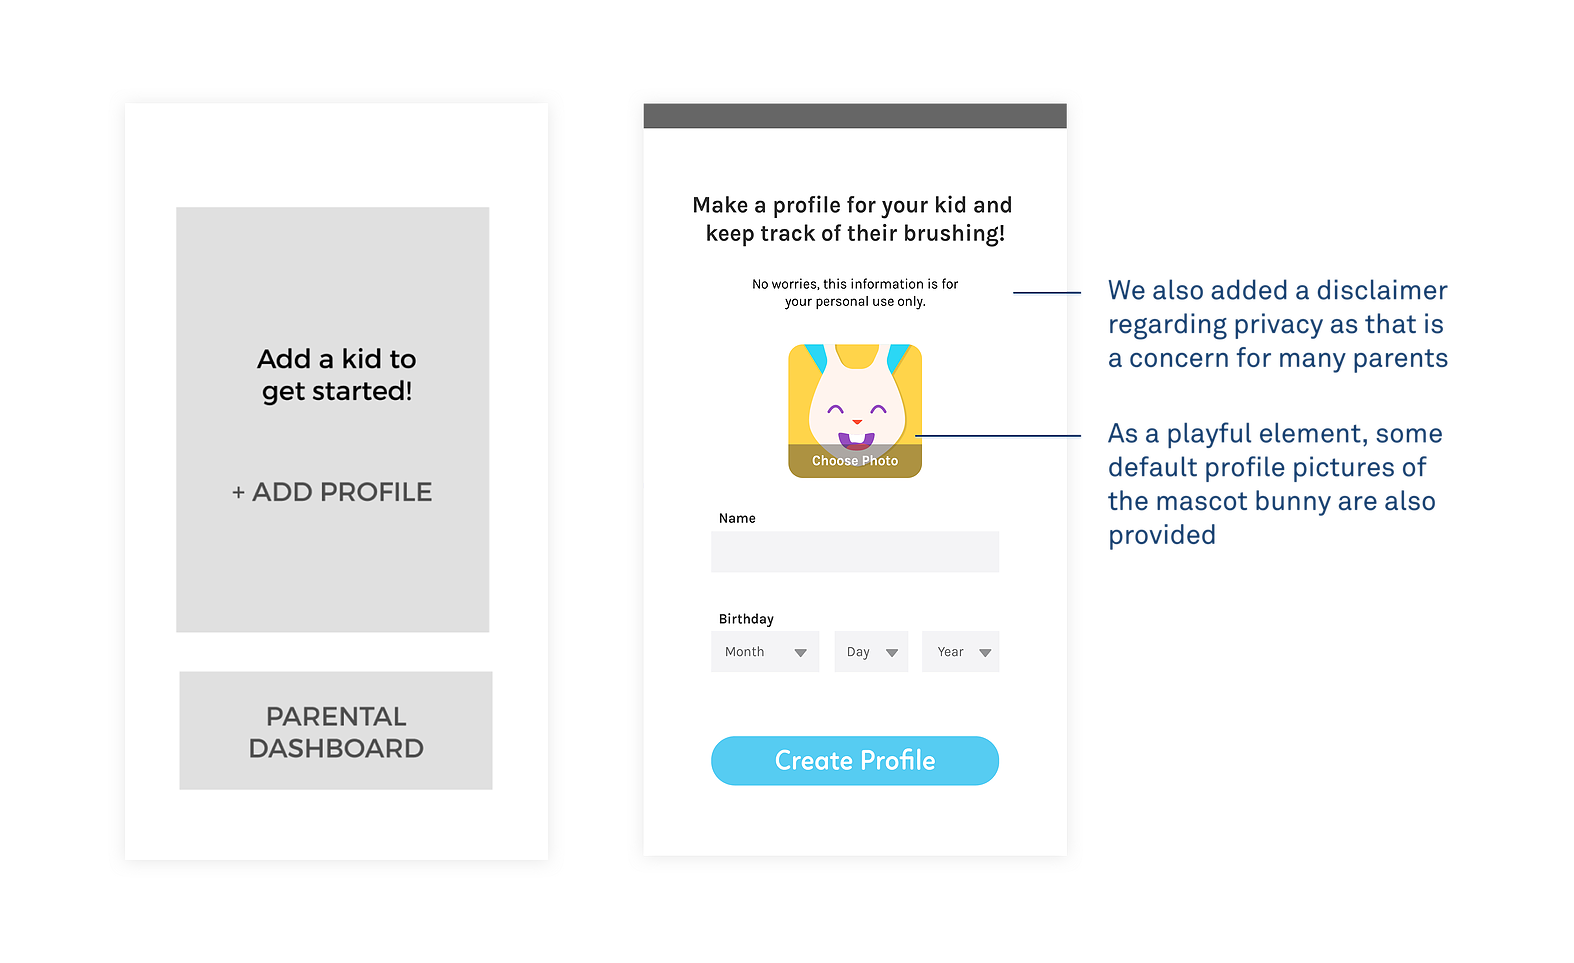 Add a kid to
get started!
+ ADD PROFILE
PARENTAL
DASHBOARD
Make a profile for your kid and
keep track of their brushing!
No worries, this information is for
your personal use only.
Choose Photo
Name
Birthday
Month
Day
Year
Create Profile
We also added a disclaimer
regarding privacy as that is
a concern for many parents
As a playful element, some
default profile pictures of
the mascot bunny are also
provided